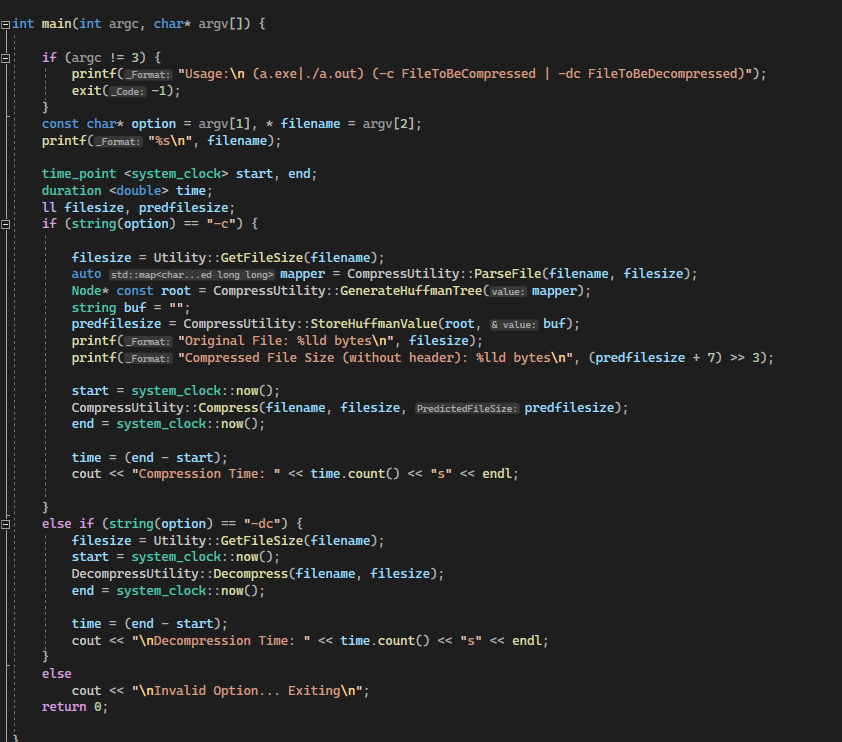 int main(int argc, char* argv[]) {
if (argc != 3) {
printf(_Format: "Usage:\n (a.exe|./a.out) (-c FileToBeCompressed | -dc FileToBeDecompressed)");
exit(_Code: -1);
}
const char* option = argv[1], * filename = argv[2];
printf(_Format: "%s\n", filename);
time_point <system_clock> start, end;
duration <double> time;
ll filesize, predfilesize;
if (string(option) == "-c") {
filesize = Utility::GetFileSize(filename);
auto std::map<char...ed long long> mapper = CompressUtility::ParseFile(filename, filesize);
Node* const root = CompressUtility::GenerateHuffmanTree(value: mapper);
string buf = "";
predfilesize = CompressUtility::StoreHuffmanValue(root, & value: buf);
printf(_Format: "Original File: %lld bytes\n", filesize);
printf(_Format: "Compressed File Size (without header): %lld bytes\n", (predfilesize + 7) >> 3);
start = system_clock::now();
CompressUtility::Compress(filename, filesize, PredictedFileSize: predfilesize);
end = system_clock::now();
time = (end - start);
cout << "Compression Time: " << time.count() << "s" << endl;
}
else if (string(option) == "-dc") {
filesize = Utility::GetFileSize(filename);
start = system_clock::now();
DecompressUtility::Decompress(filename, filesize);
end = system_clock::now();
time = (end - start);
cout << "\nDecompression Time: " << time.count() << "s" << endl;
}
else
cout << "\nInvalid Option... Exiting\n";
return 0;
}